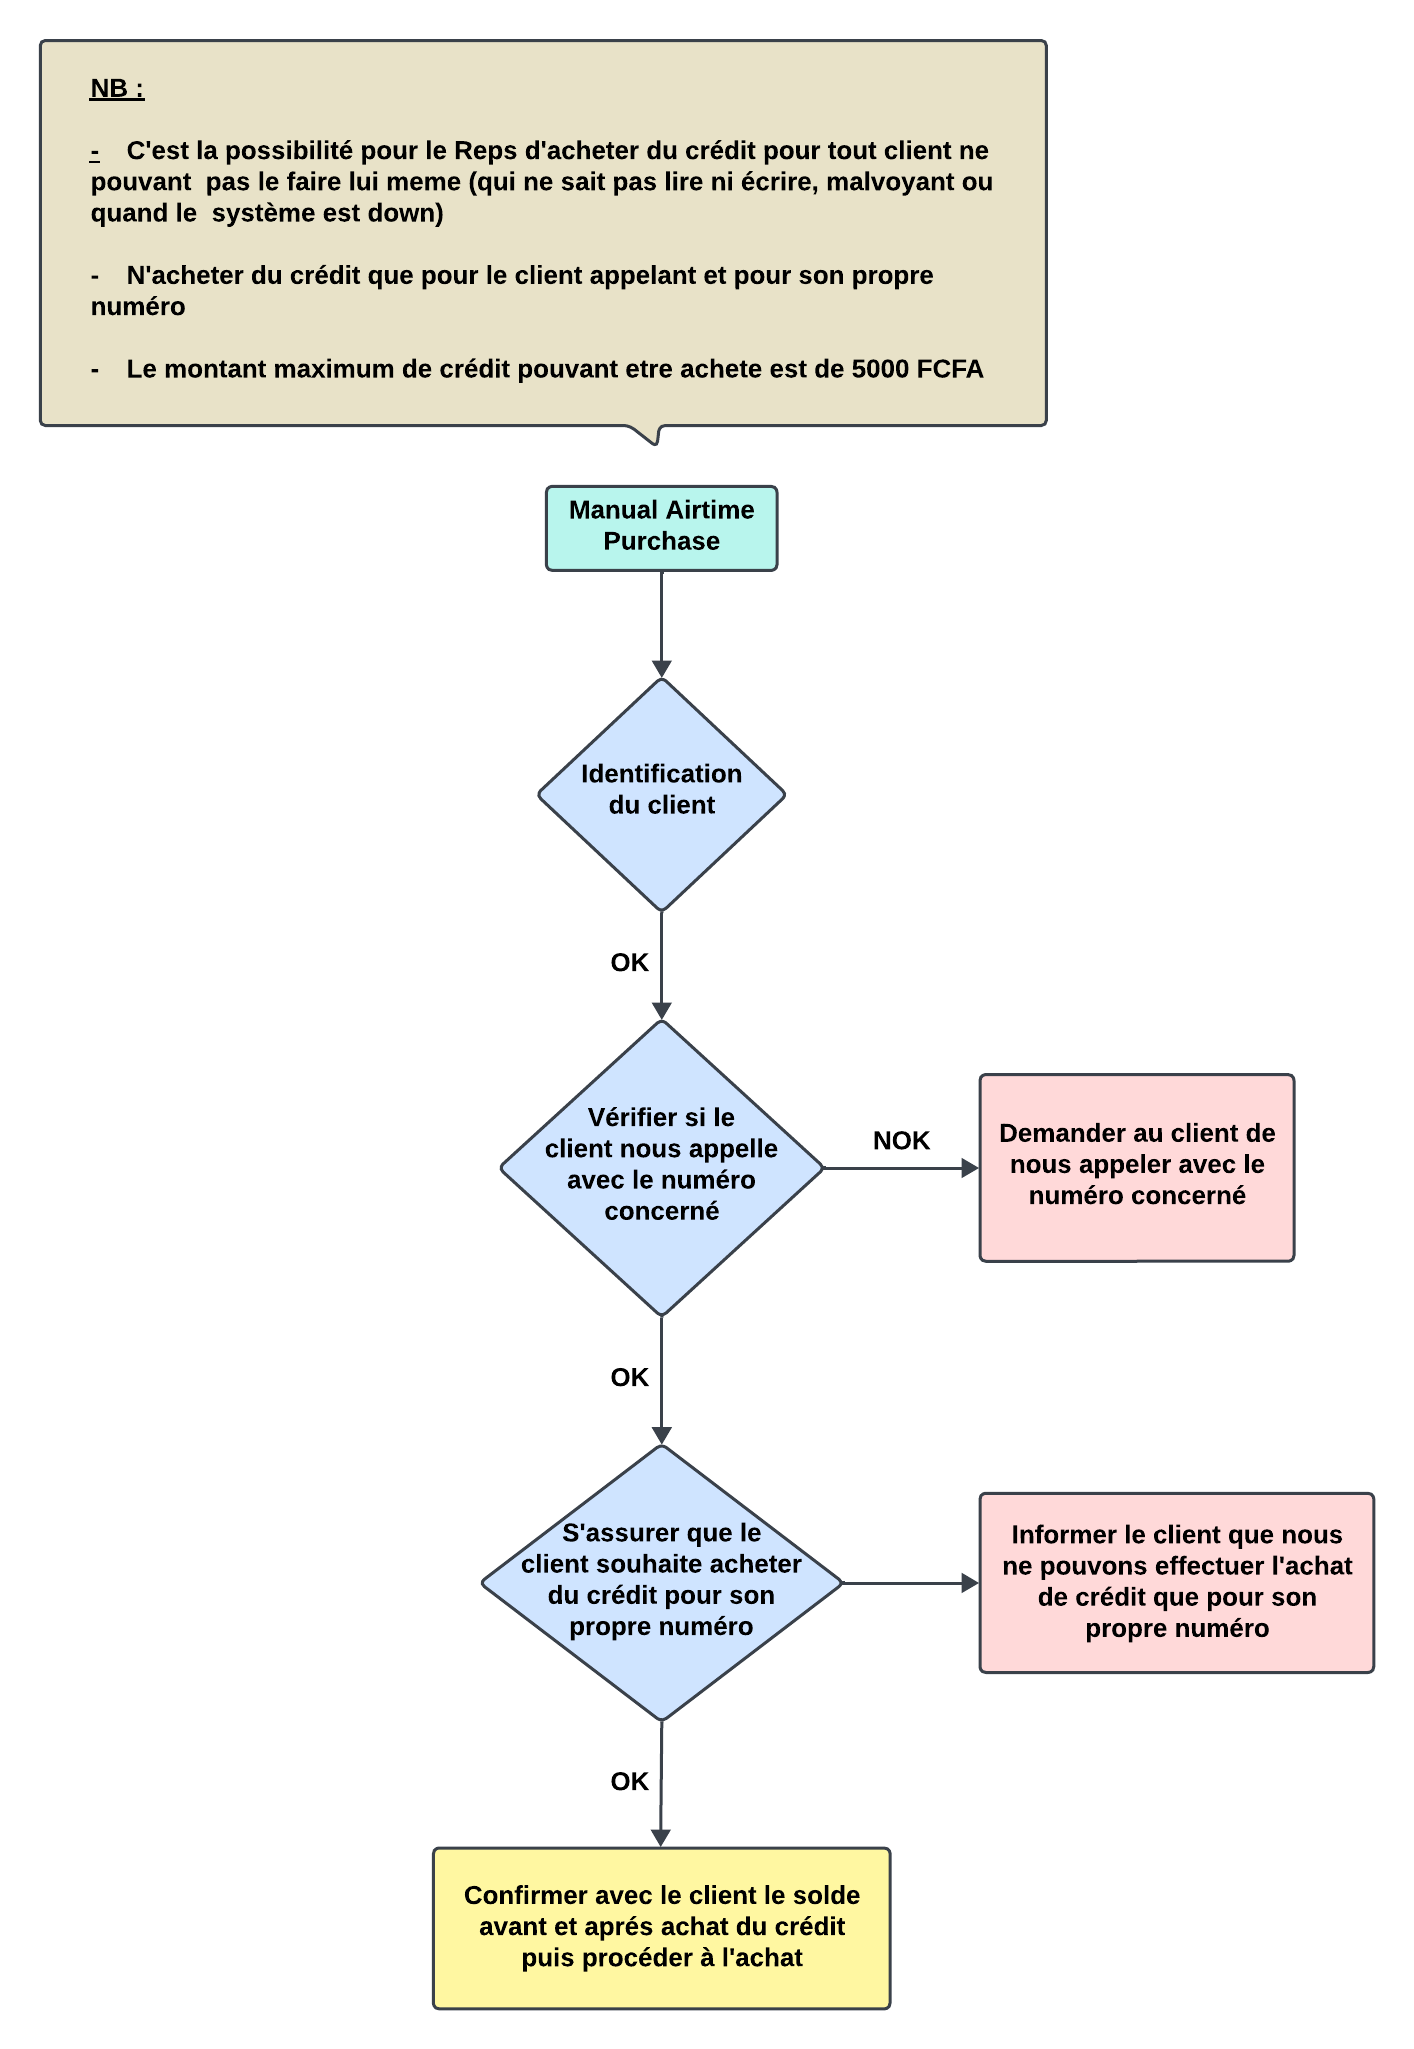 NB :
-    C'est la possibilité pour le Reps d'acheter du crédit pour tout client ne
pouvant  pas le faire lui meme (qui ne sait pas lire ni écrire, malvoyant ou
quand le  système est down)
-    N'acheter du crédit que pour le client appelant et pour son propre
numéro
-    Le montant maximum de crédit pouvant etre achete est de 5000 FCFA
Manual Airtime
Purchase
Identification
du client
OK
Vérifier si le
client nous appelle
avec le numéro
concerné
NOK
Demander au client de
nous appeler avec le
numéro concerné
OK
S'assurer que le
client souhaite acheter
du crédit pour son
propre numéro
Informer le client que nous
ne pouvons effectuer l'achat
de crédit que pour son
propre numéro
OK
Confirmer avec le client le solde
avant et aprés achat du crédit
puis procéder à l'achat